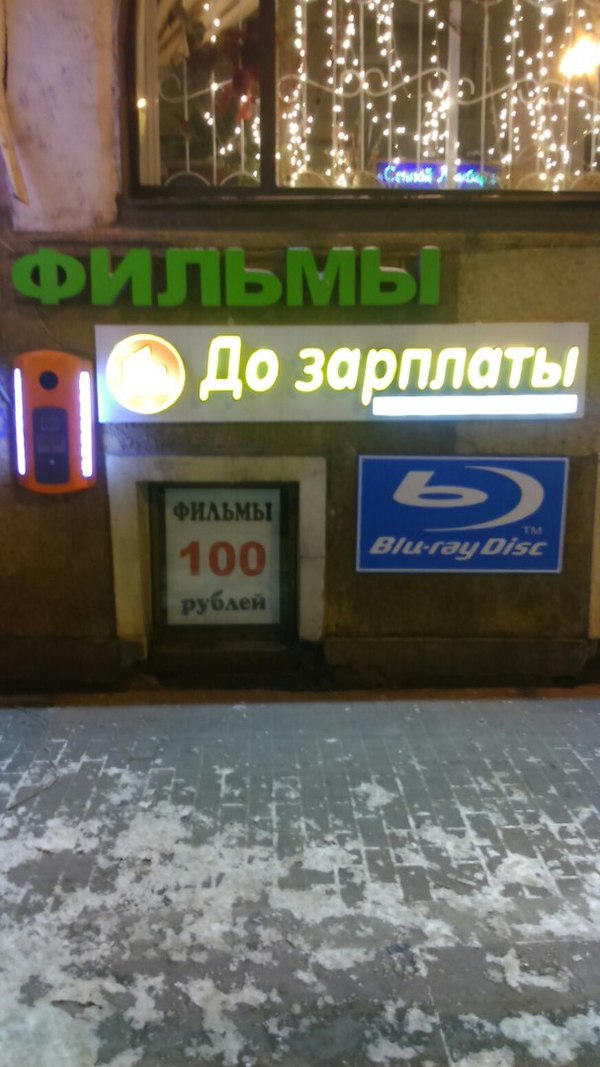 ФИЛЬМЫ
До зарплаты
ФИЛЬМЫ
100
рублей
Blu-ray Disc
TM